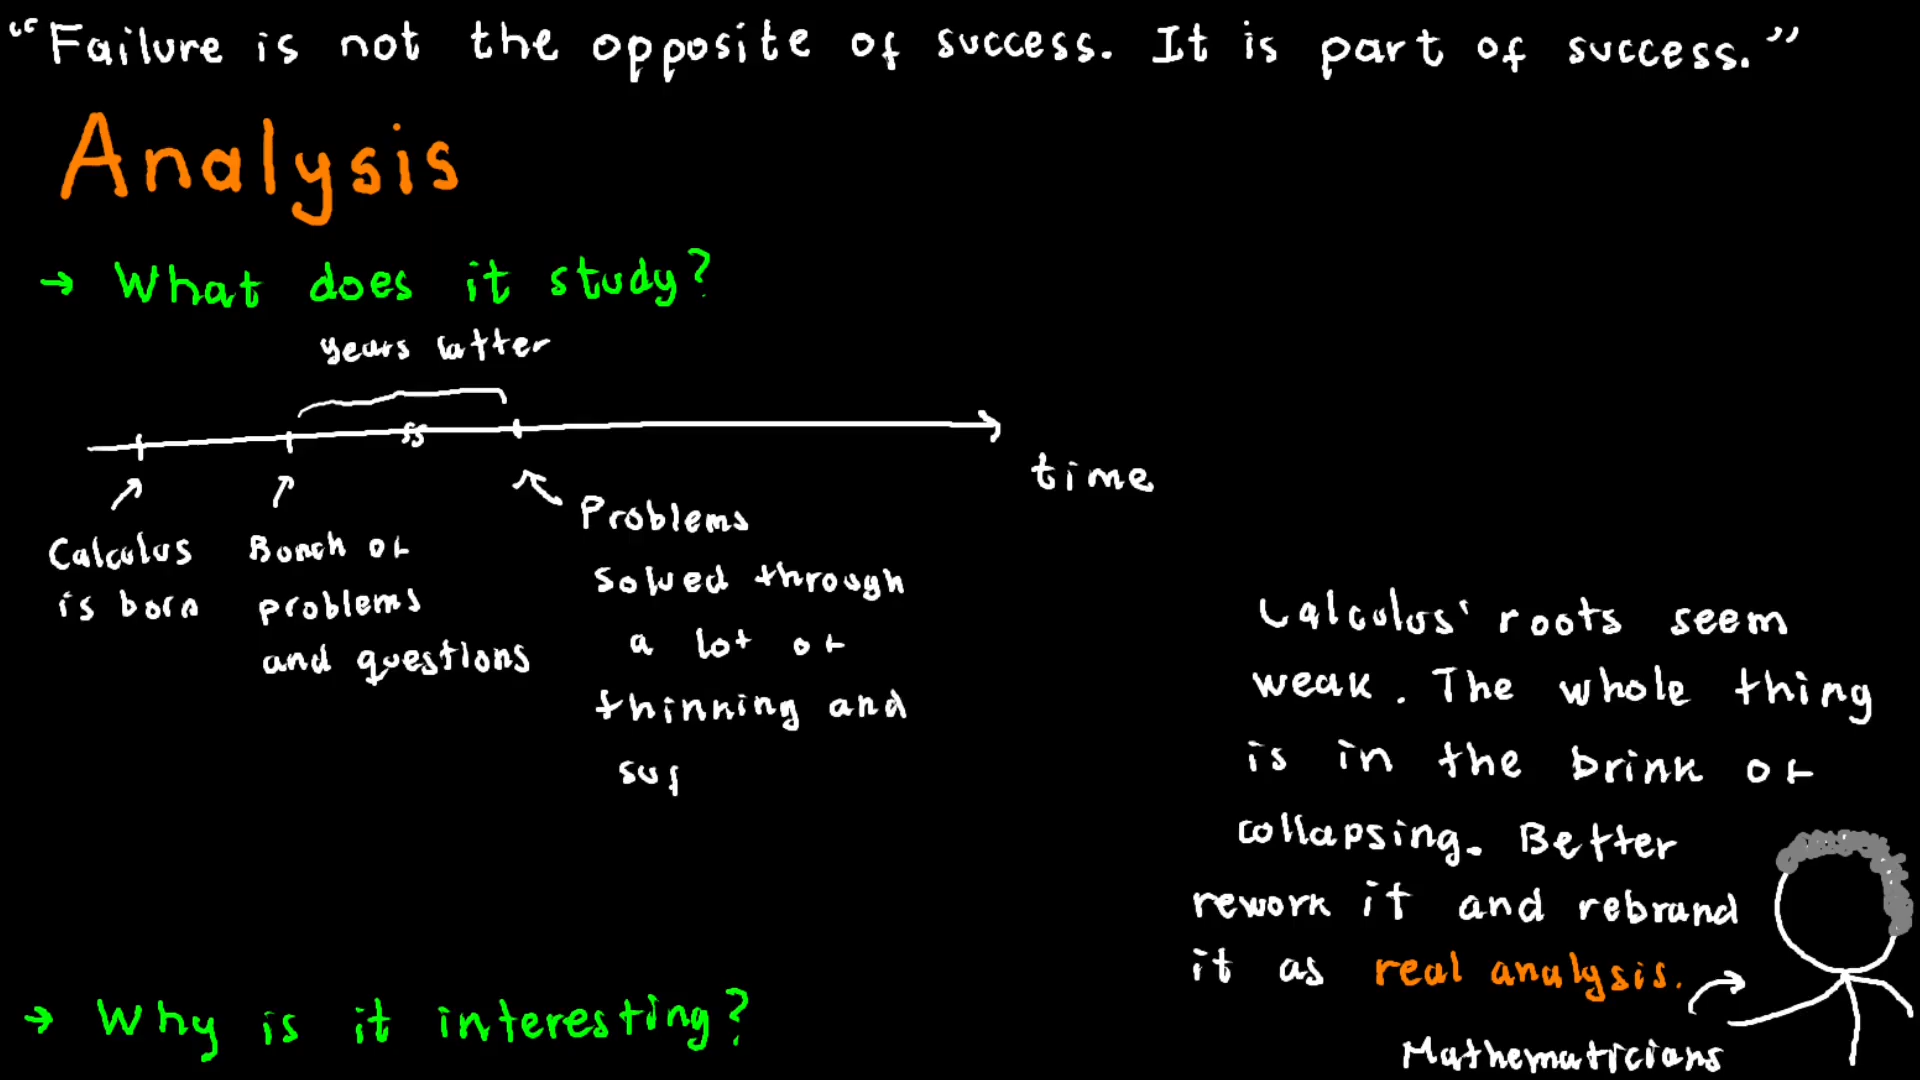 “Failure is not the opposite of success. It is part of success.”
Analysis
→ What does it study?
years latter
time
Calculus
is born
Bunch of
problems
and questions
Problems
solved through
a lot of
thinking and
suf
Calculus' roots seem
weak. The whole thing
is in the brink of
collapsing. Better
rework it and rebrand
it as real analysis.
Mathematicians
→ Why is it interesting?